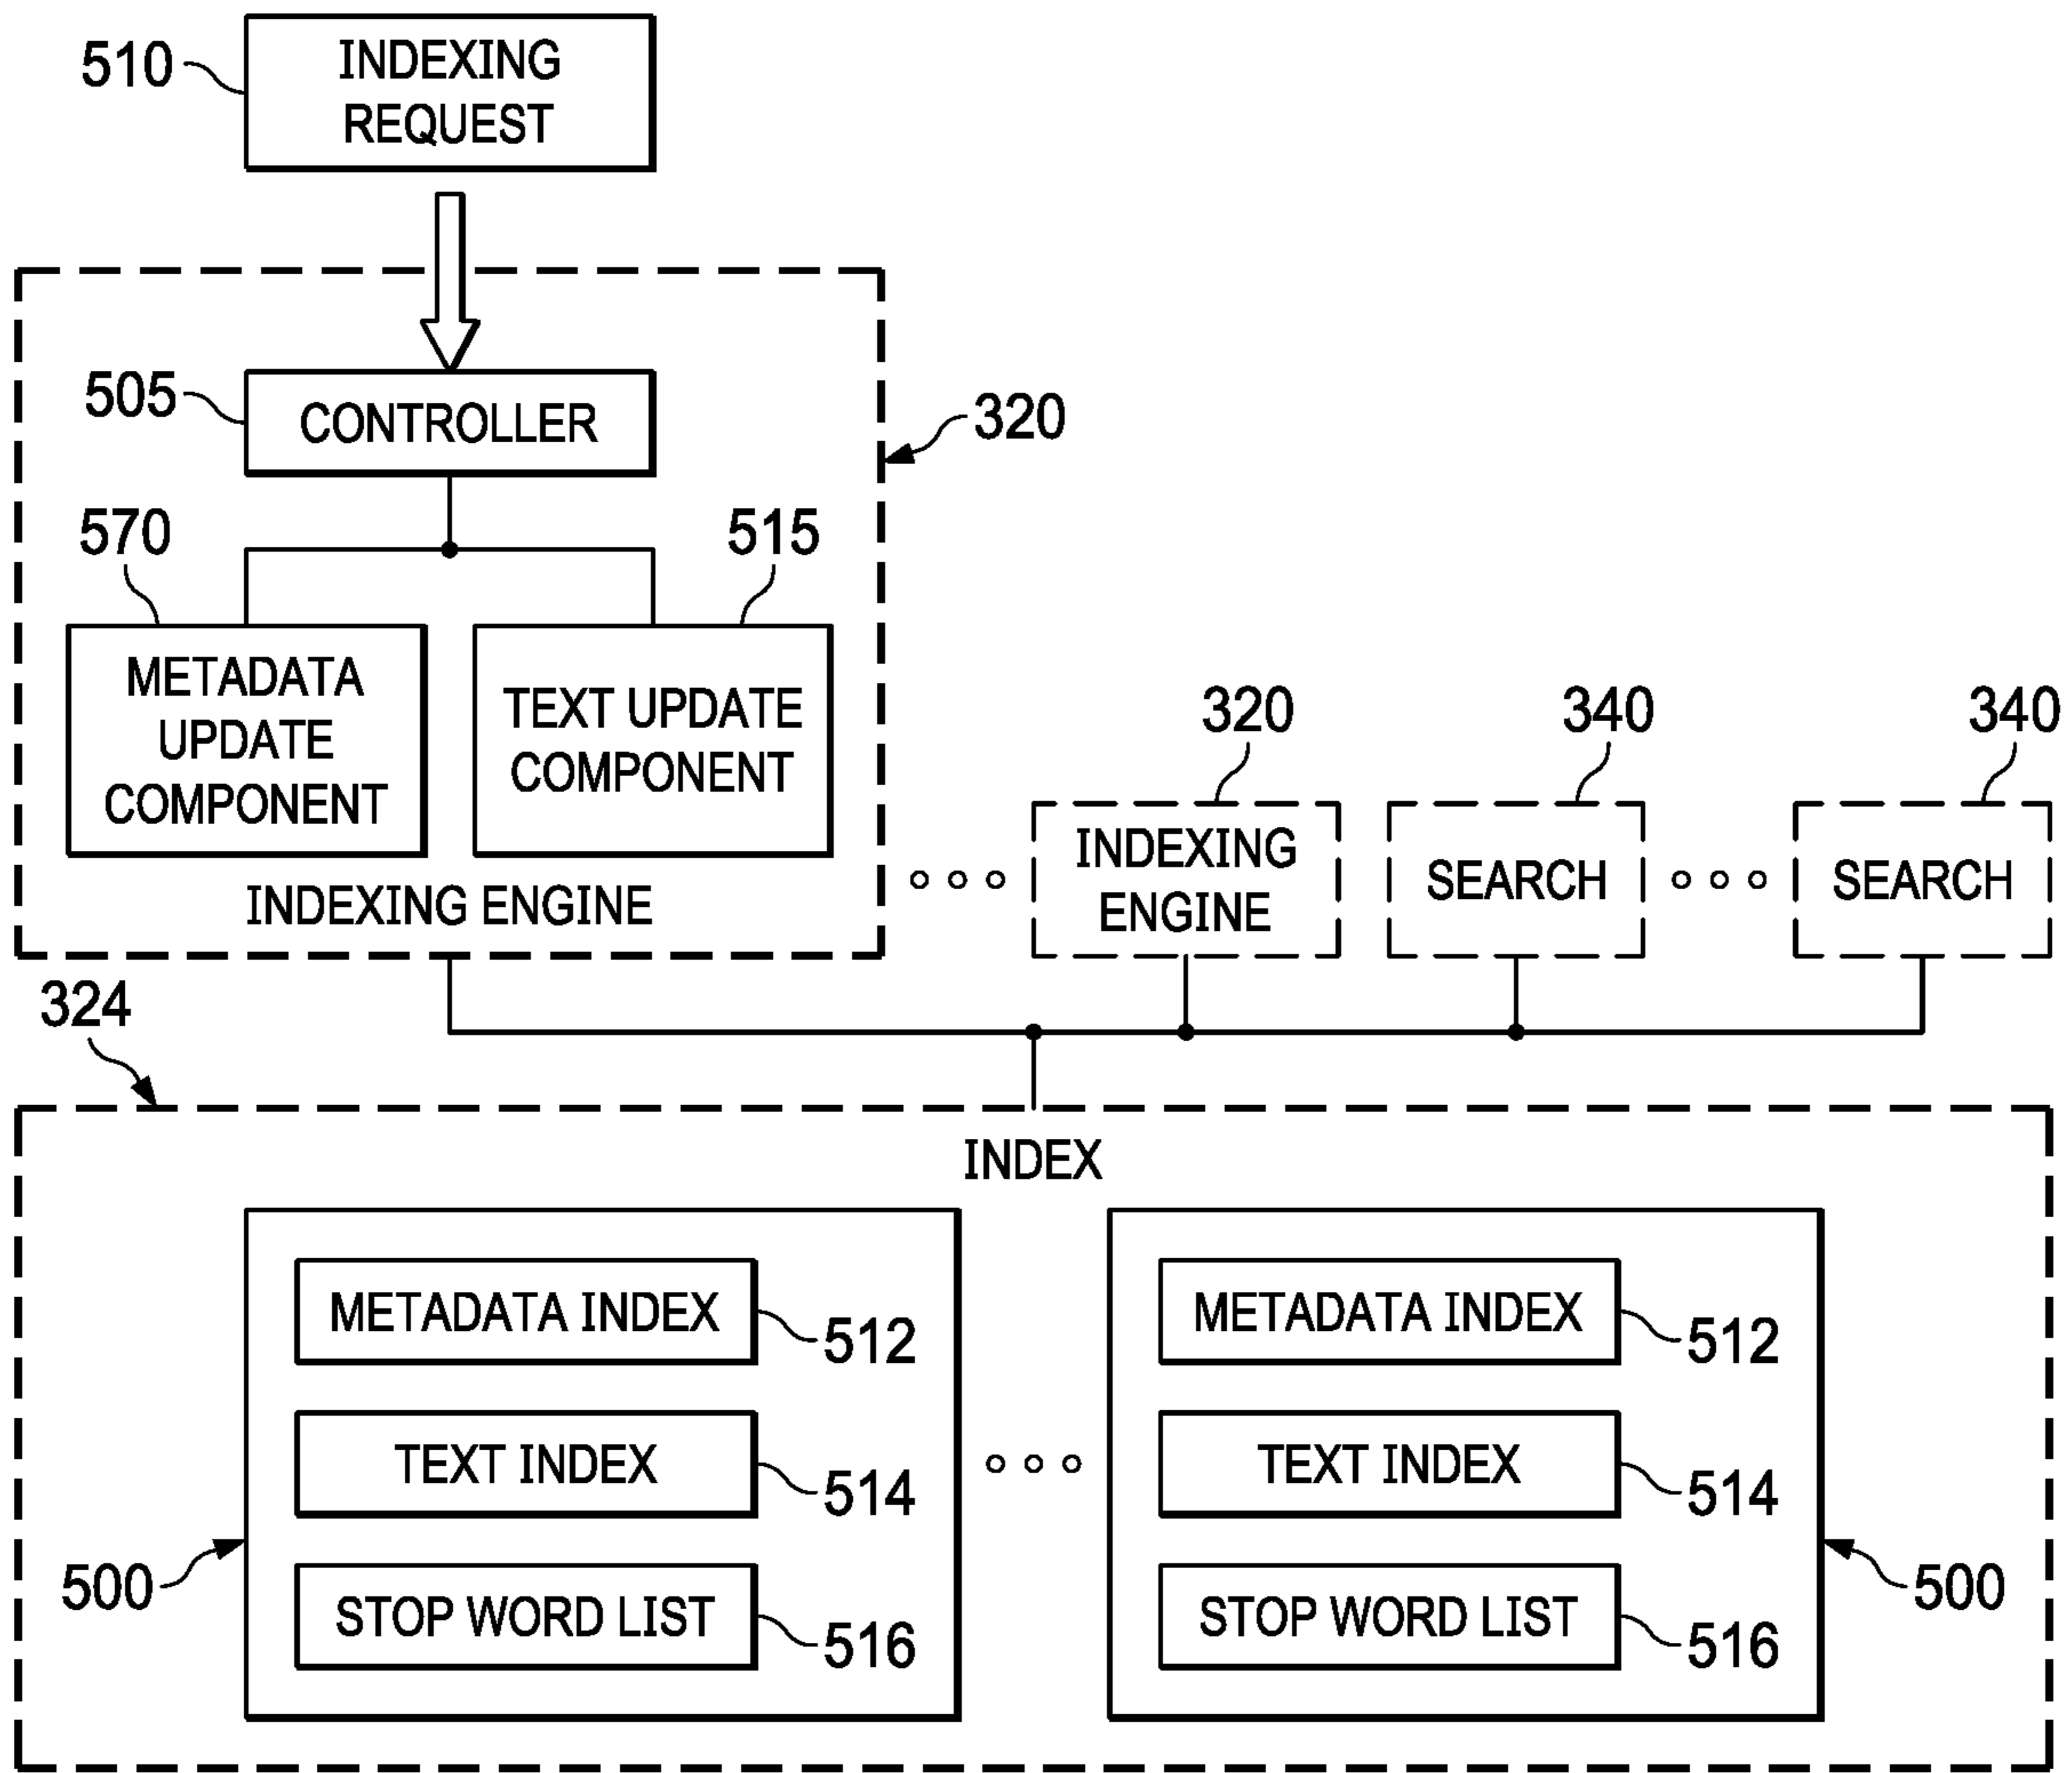 510
INDEXING
REQUEST
505
CONTROLLER
320
570
515
METADATA
UPDATE
COMPONENT
TEXT UPDATE
COMPONENT
INDEXING ENGINE
320
INDEXING
ENGINE
340
SEARCH
340
SEARCH
324
INDEX
METADATA INDEX
512
TEXT INDEX
514
STOP WORD LIST
516
500
METADATA INDEX
512
TEXT INDEX
514
STOP WORD LIST
516
500